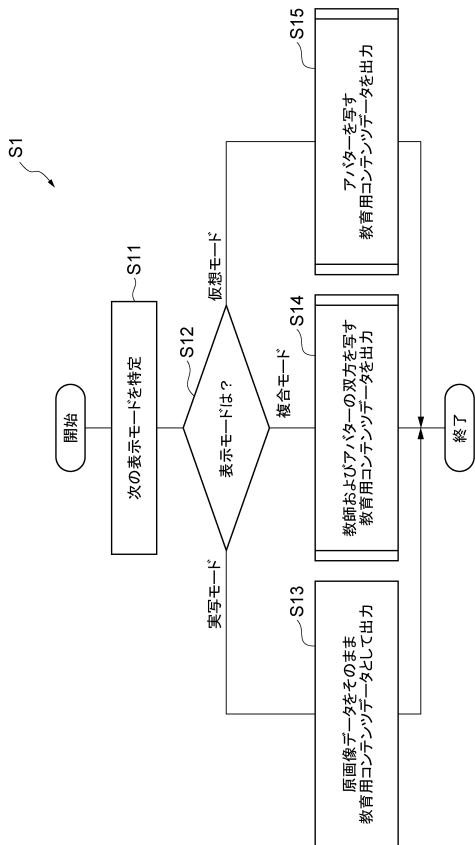 S1
開始
次の表示モードを特定
S11
表示モードは？
S12
実写モード
複合モード
仮想モード
原画像データをそのまま
教育用コンテンツデータとして出力
S13
教師およびアバターの双方を写す
教育用コンテンツデータを出力
S14
アバターを写す
教育用コンテンツデータを出力
S15
終了